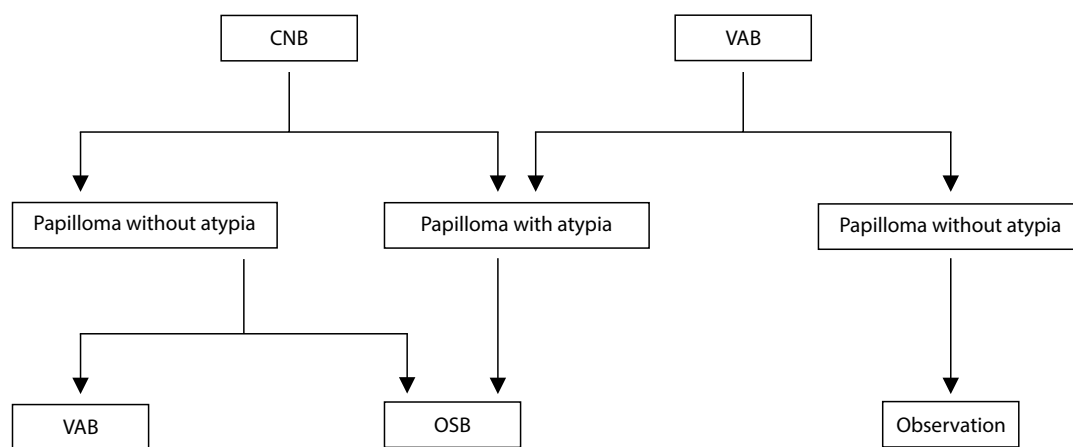 CNB
VAB
Papilloma without atypia
Papilloma with atypia
Papilloma without atypia
VAB
OSB
Observation